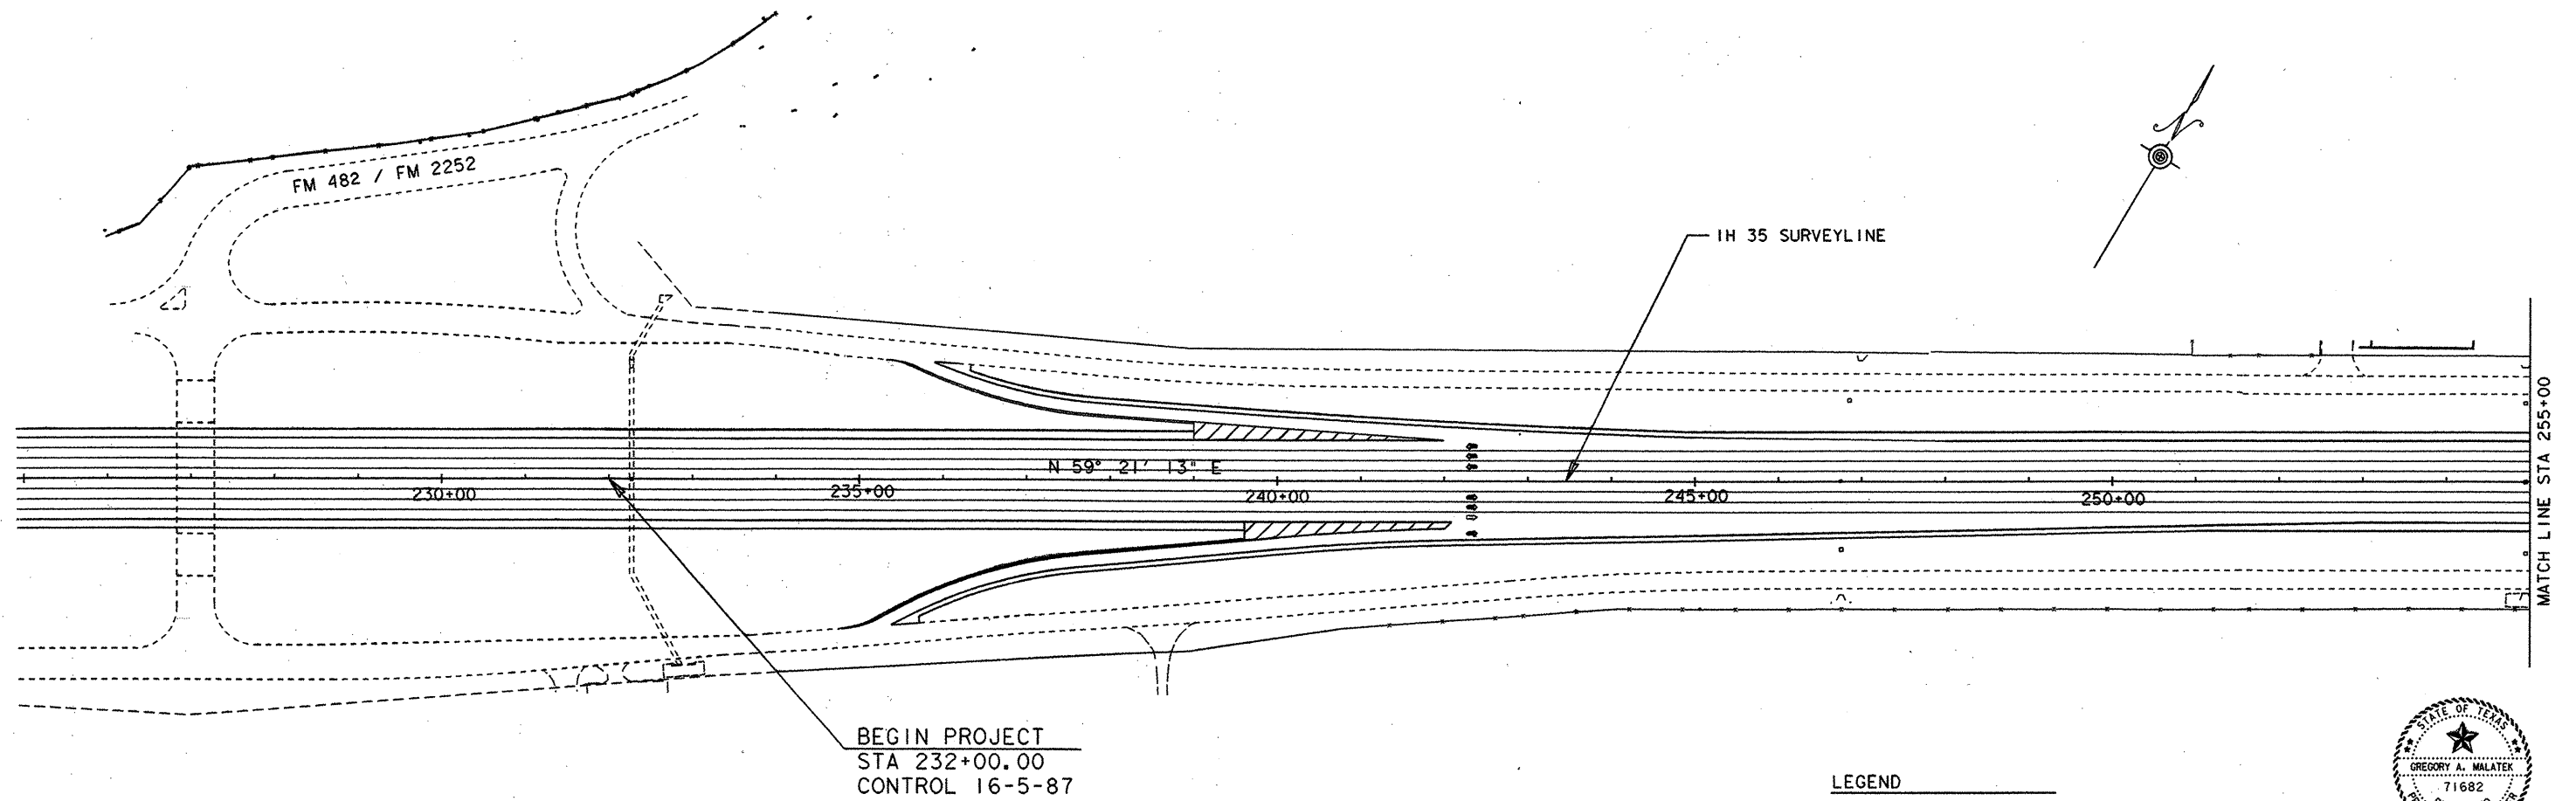 FM 482 / FM 2252
IH 35 SURVEYLINE
N 59° 21' 13" E
230+00
235+00
240+00
245+00
250+00
MATCH LINE STA 255+00
BEGIN PROJECT
STA 232+00.00
CONTROL 16-5-87
LEGEND
STATE OF TEXAS
GREGORY A. MALATEK
71682